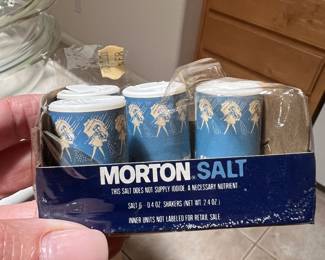 MORTON SALT
THIS SALT DOES NOT SUPPLY IODIDE, A NECESSARY NUTRIENT
SALT 6 - 0.4 OZ. SHAKERS (NET WT. 2.4 OZ.)
INNER UNITS NOT LABELED FOR RETAIL SALE.